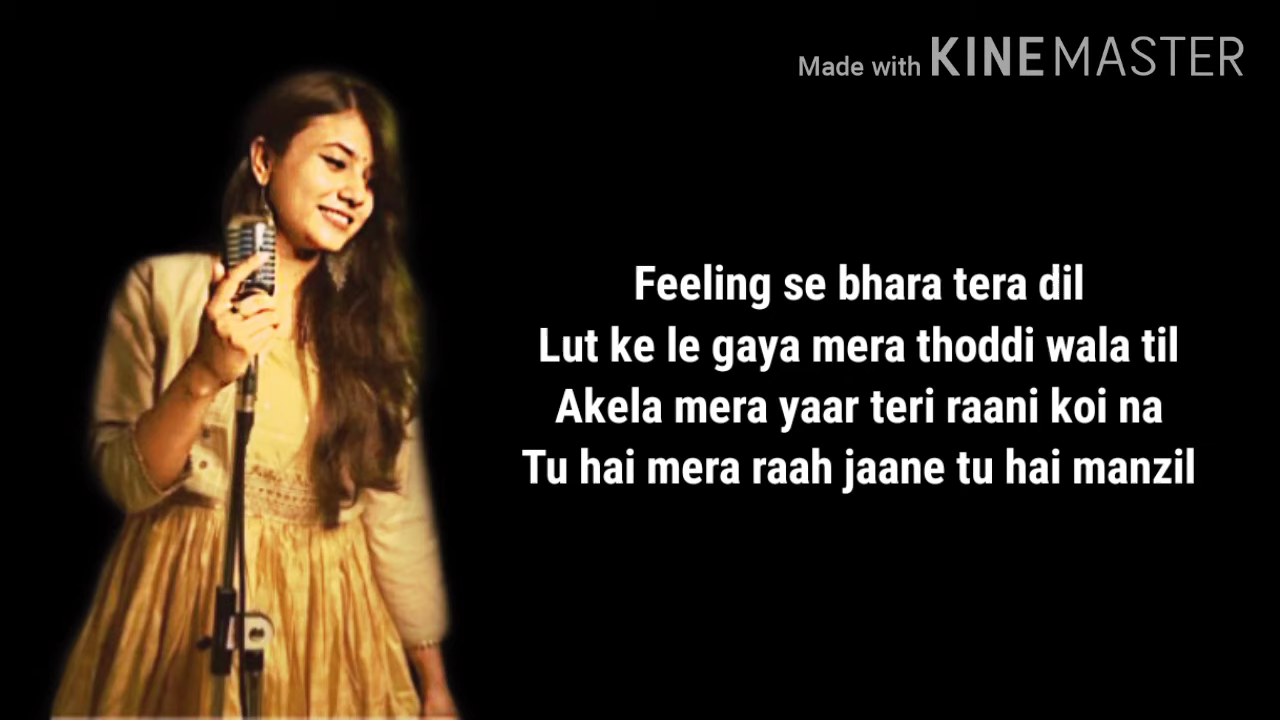 Made with KINEMASTER
Feeling se bhara tera dil
Lut ke le gaya mera thoddi wala til
Akela mera yaar teri raani koi na
Tu hai mera raah jaane tu hai manzil